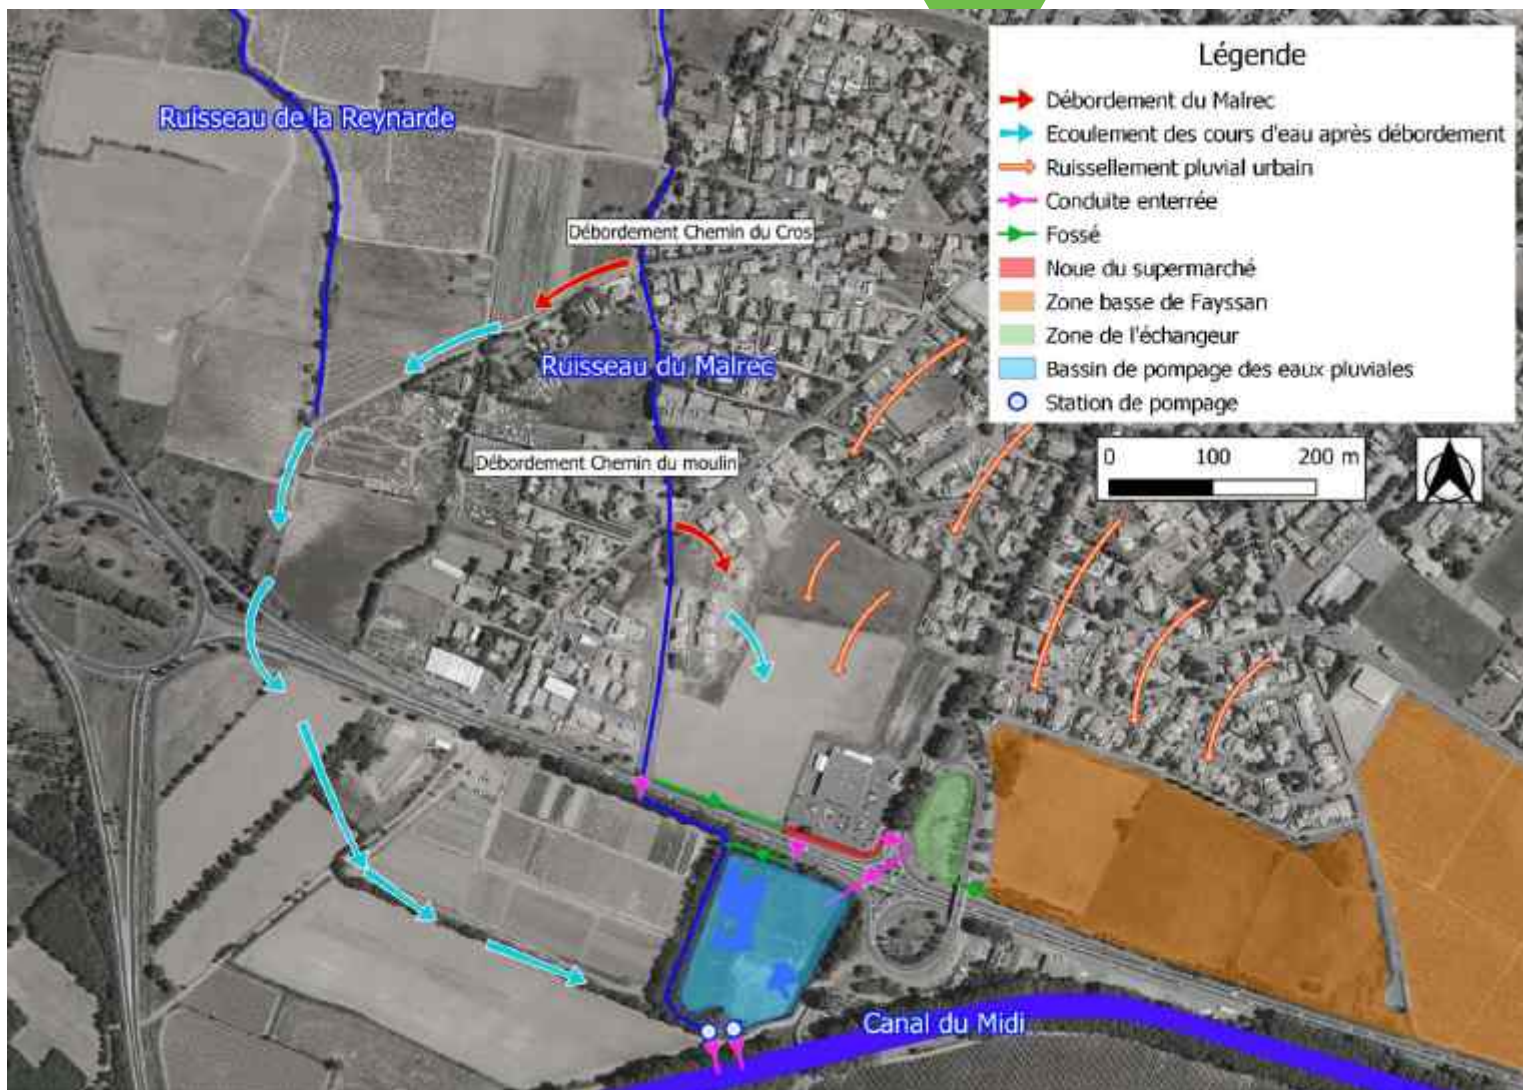 Légende
Débordement du Malrec
Ecoulement des cours d'eau après débordement
Ruissellement pluvial urbain
Conduite enterrée
Fossé
Noue du supermarché
Zone basse de Fayssan
Zone de l'échangeur
Bassin de pompage des eaux pluviales
Station de pompage
Ruisseau de la Reynarde
Débordement Chemin du Cros
Ruisseau du Malrec
Débordement Chemin du moulin
0 100 200 m
Canal du Midi